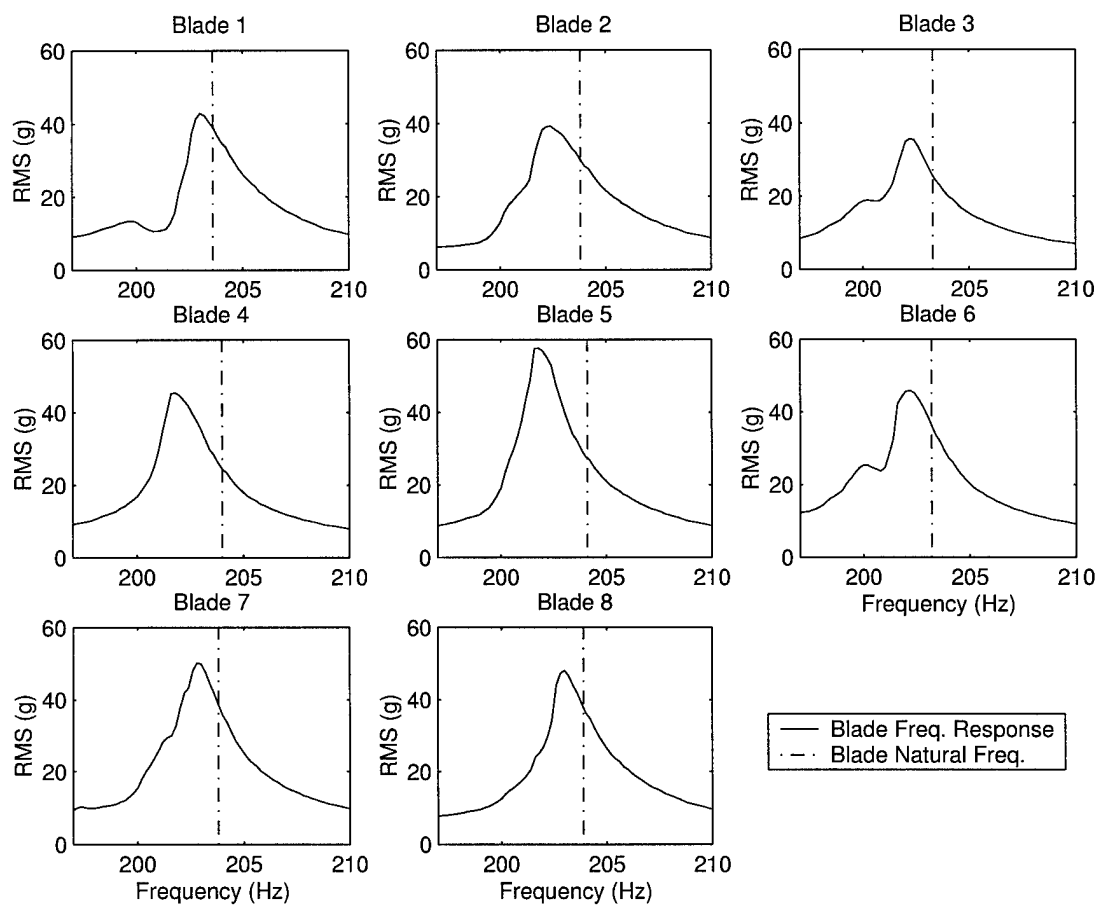 Blade 1
Blade 2
Blade 3
60
40
20
0
RMS (g)
200
205
210
60
40
20
0
RMS (g)
200
205
210
60
40
20
0
RMS (g)
200
205
210
Blade 4
Blade 5
Blade 6
60
40
20
0
RMS (g)
200
205
210
60
40
20
0
RMS (g)
200
205
210
60
40
20
0
RMS (g)
200
205
210
Frequency (Hz)
Blade 7
Blade 8
60
40
20
0
RMS (g)
200
205
210
Frequency (Hz)
60
40
20
0
RMS (g)
200
205
210
Frequency (Hz)
Blade Freq. Response
Blade Natural Freq.